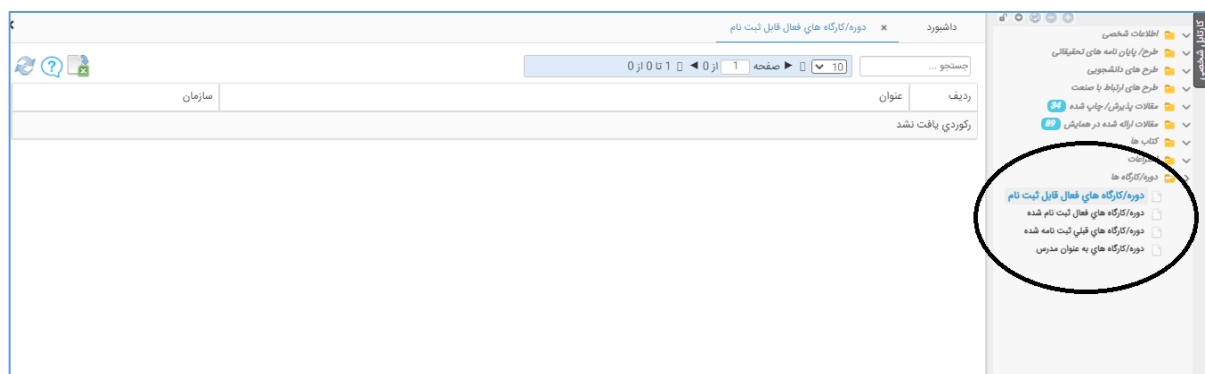 کارتابل شخصی
اطلاعات شخصی
طرح/ پایان نامه های تحقیقاتی
طرح های دانشجویی
طرح های ارتباط با صنعت
مقالات پذیرش/ چاپ شده 34
مقالات ارائه شده در همایش 89
کتاب ها
دوره/کارگاه ها
دوره/کارگاه هاي فعال قابل ثبت نام
دوره/کارگاه هاي فعال ثبت نام شده
دوره/کارگاه هاي قبلي ثبت نامه شده
دوره/کارگاه هاي به عنوان مدرس
داشبورد
دوره/کارگاه هاي فعال قابل ثبت نام ×
جستجو ...
10 صفحه 1 از 0 1 تا 0 از 0
ردیف عنوان سازمان
رکوردي یافت نشد